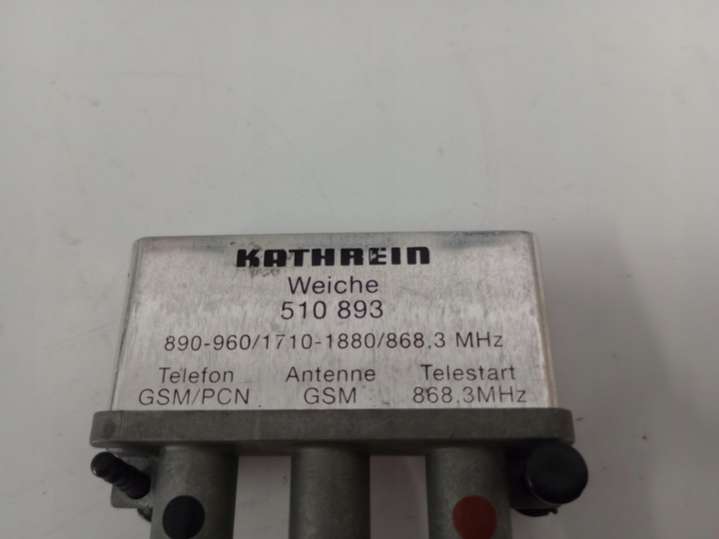 KATHREIN
Weiche
510 893
890-960/1710-1880/868,3 MHz
Telefon Antenne Telestart
GSM/PCN GSM 868,3MHz